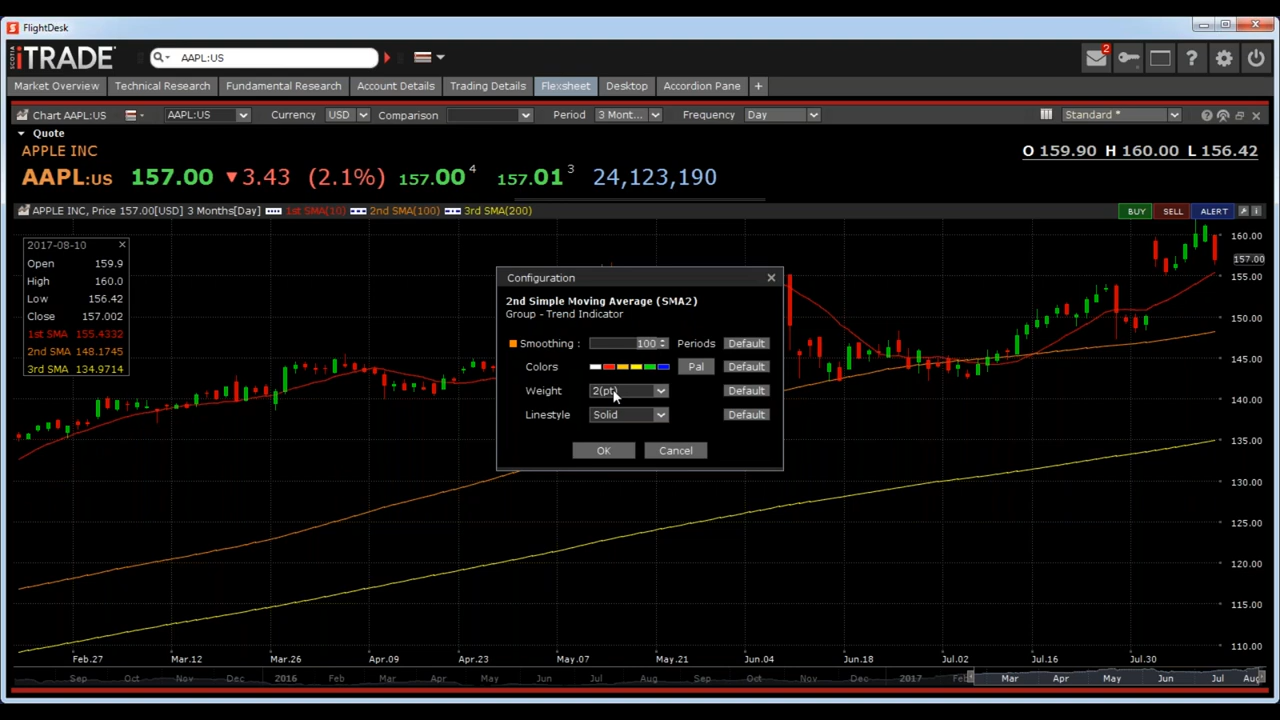 FlightDesk
SCOTIA iTRADE AAPL:US 2
Market Overview Technical Research Fundamental Research Account Details Trading Details Flexsheet Desktop Accordion Pane +
Chart AAPL:US AAPL:US Currency USD Comparison Period 3 Mont... Frequency Day Standard *
Quote
APPLE INC O 159.90 H 160.00 L 156.42
AAPL:US 157.00 ▼3.43 (2.1%) 157.00 4 157.01 3 24,123,190
APPLE INC, Price 157.00[USD] 3 Months[Day] 1st SMA(10) 2nd SMA(100) 3rd SMA(200) BUY SELL ALERT
2017-08-10
Open 159.9
High 160.0
Low 156.42
Close 157.002
1st SMA 155.4332
2nd SMA 148.1745
3rd SMA 134.9714
Configuration
2nd Simple Moving Average (SMA2)
Group - Trend Indicator
Smoothing : 100 Periods Default
Colors Pal Default
Weight 2(pt) Default
Linestyle Solid Default
OK Cancel
160.00
157.00
155.00
150.00
145.00
140.00
135.00
130.00
125.00
120.00
115.00
110.00
Feb.27 Mar.12 Mar.26 Apr.09 Apr.23 May.07 May.21 Jun.04 Jun.18 Jul.02 Jul.16 Jul.30
Sep Oct Nov Dec 2016 Feb Mar Apr May Jun Jul Aug Sep Oct Nov Dec 2017 Mar Apr May Jun Jul